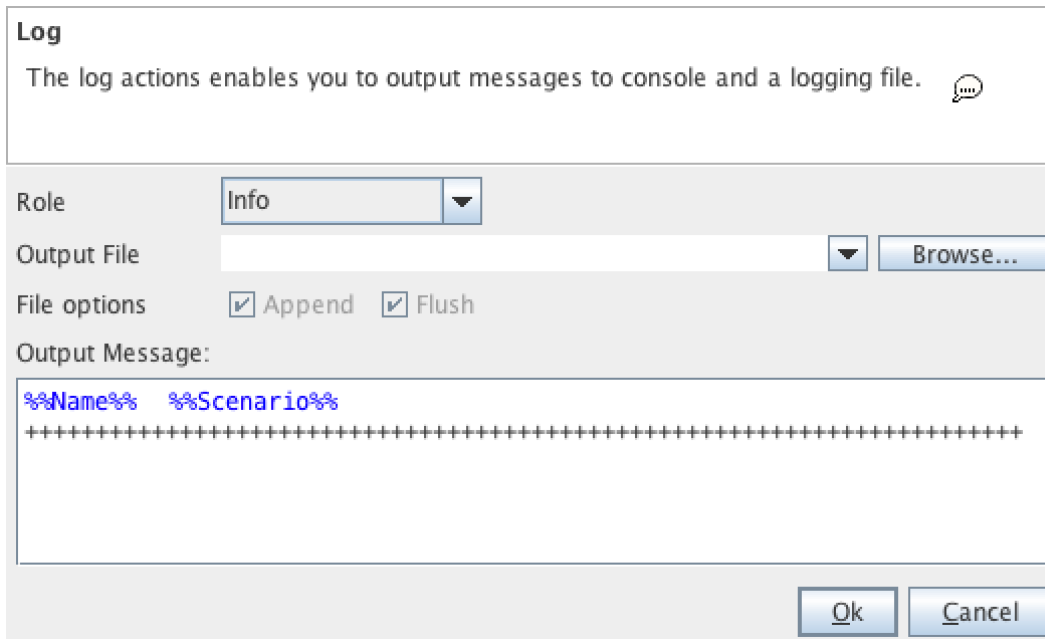 Log
The log actions enables you to output messages to console and a logging file.
Role Info
Output File Browse...
File options Append Flush
Output Message:
%%Name%% %%Scenario%%
+++++++++++++++++++++++++++++++++++++++++++++++++++++++++++++++++++++++
Ok Cancel